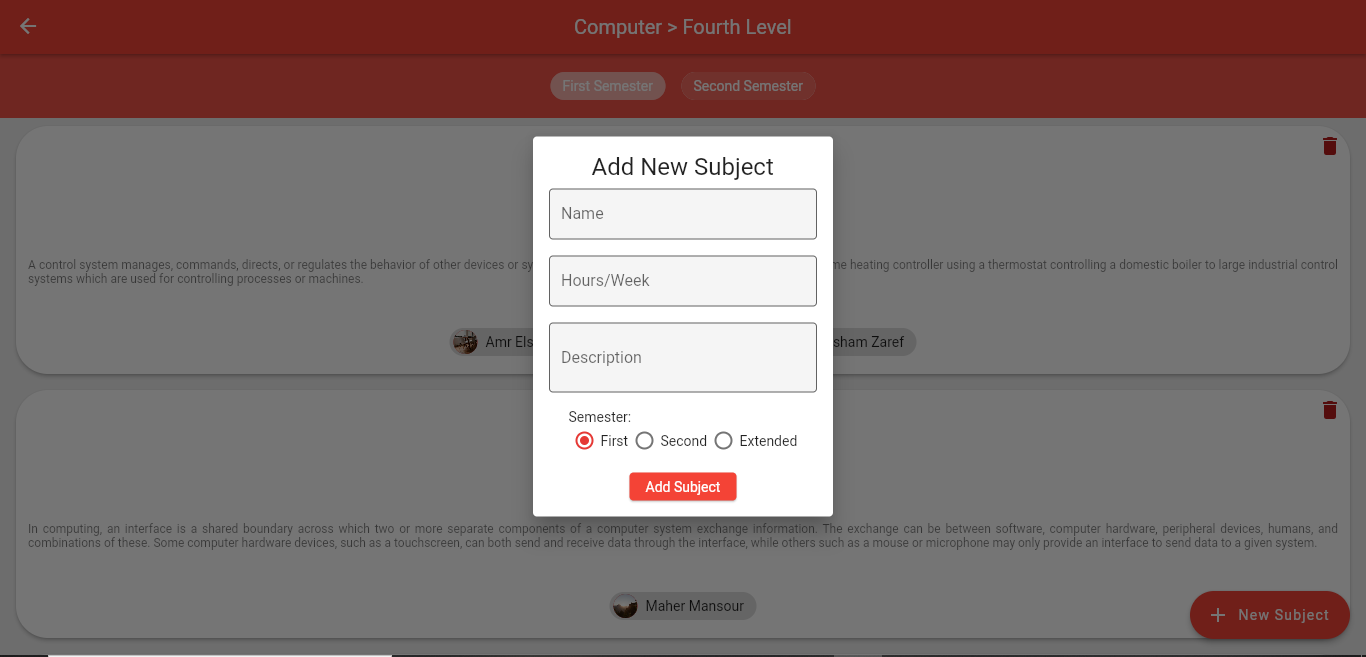 Computer > Fourth Level
First Semester
Second Semester
Add New Subject
Name
Hours/Week
Description
Semester:
First
Second
Extended
Add Subject
A control system manages, commands, directs, or regulates the behavior of other devices or sy
me heating controller using a thermostat controlling a domestic boiler to large industrial control
systems which are used for controlling processes or machines.
Amr Els
sham Zaref
In computing, an interface is a shared boundary across which two or more separate components of a computer system exchange information. The exchange can be between software, computer hardware, peripheral devices, humans, and
combinations of these. Some computer hardware devices, such as a touchscreen, can both send and receive data through the interface, while others such as a mouse or microphone may only provide an interface to send data to a given system.
Maher Mansour
New Subject